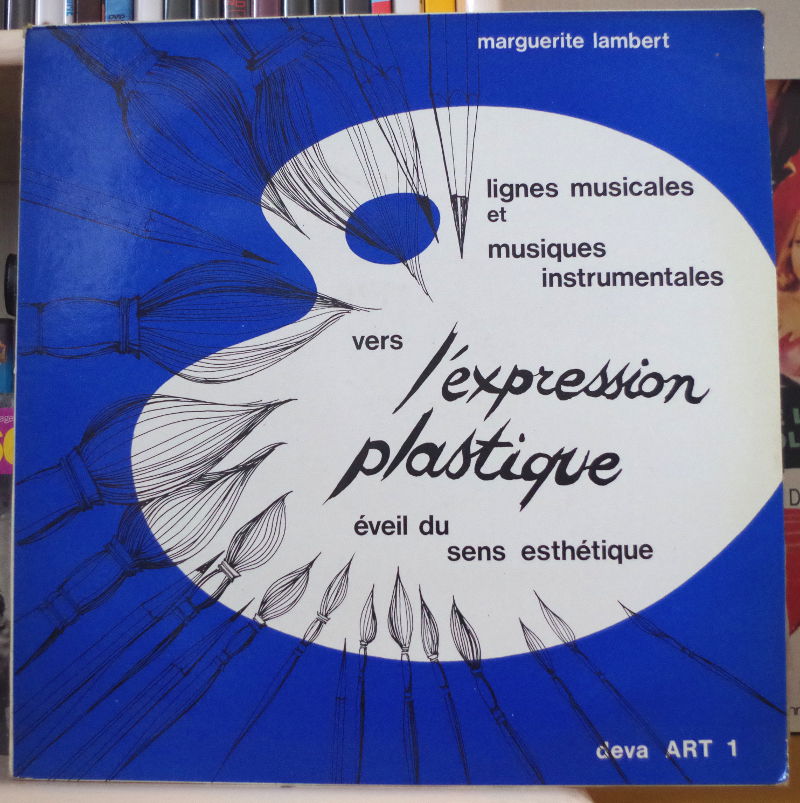 marguerite lambert
lignes musicales
et
musiques
instrumentales
vers
l'expression
plastique
éveil du
sens esthétique
deva ART 1